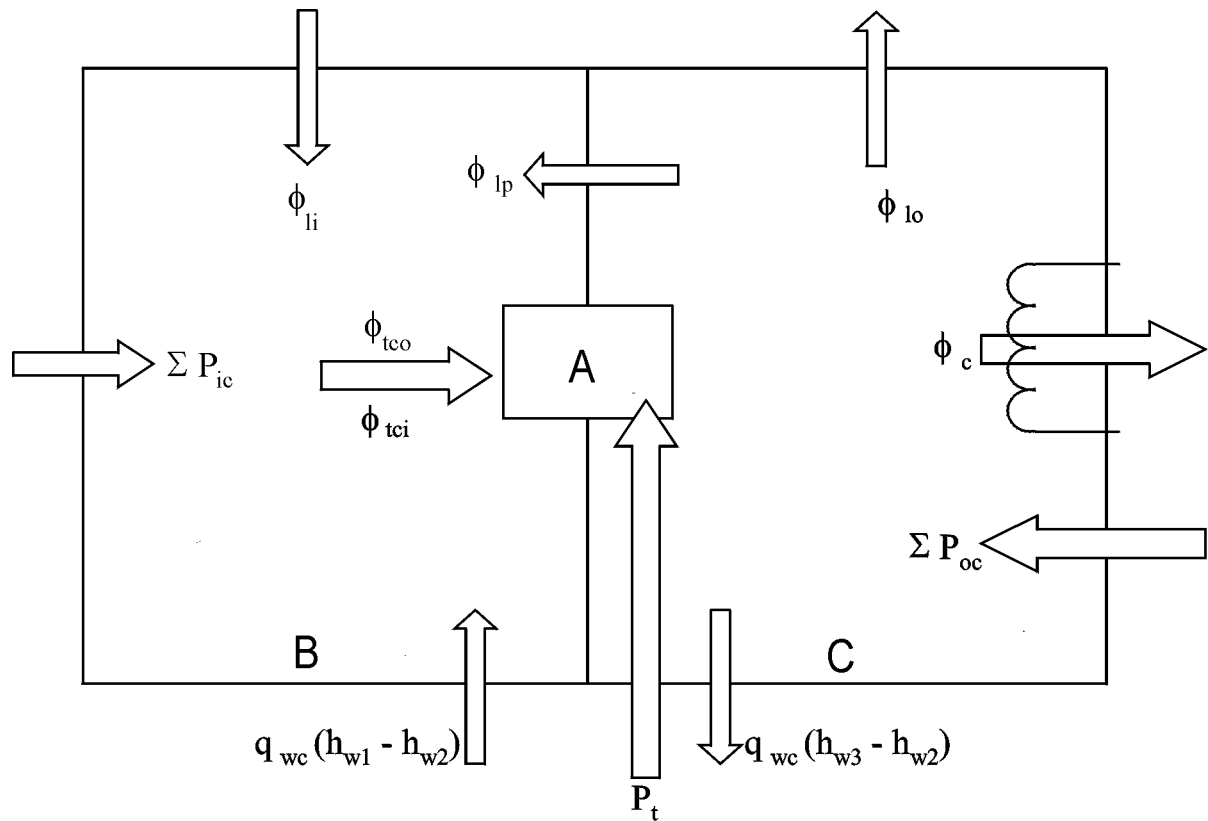 ϕ lp
ϕ li
ϕ lo
ϕ tco
Σ P ic
A
ϕ c
ϕ tci
Σ P oc
B
C
q wc (h w1 - h w2)
q wc (h w3 - h w2)
P t